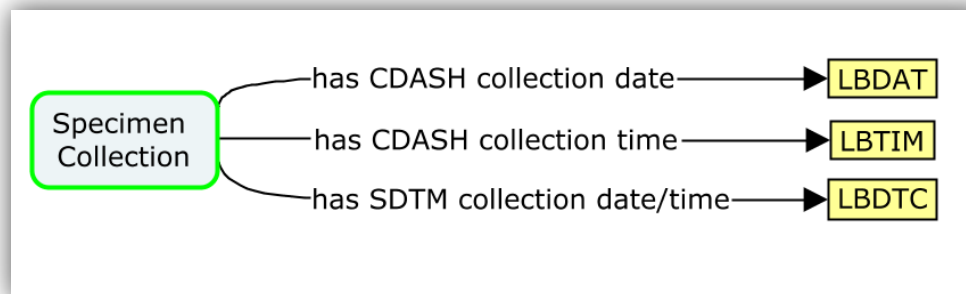 has CDASH collection date LBDAT
Specimen
Collection
has CDASH collection time LBTIM
has SDTM collection date/time LBDTC